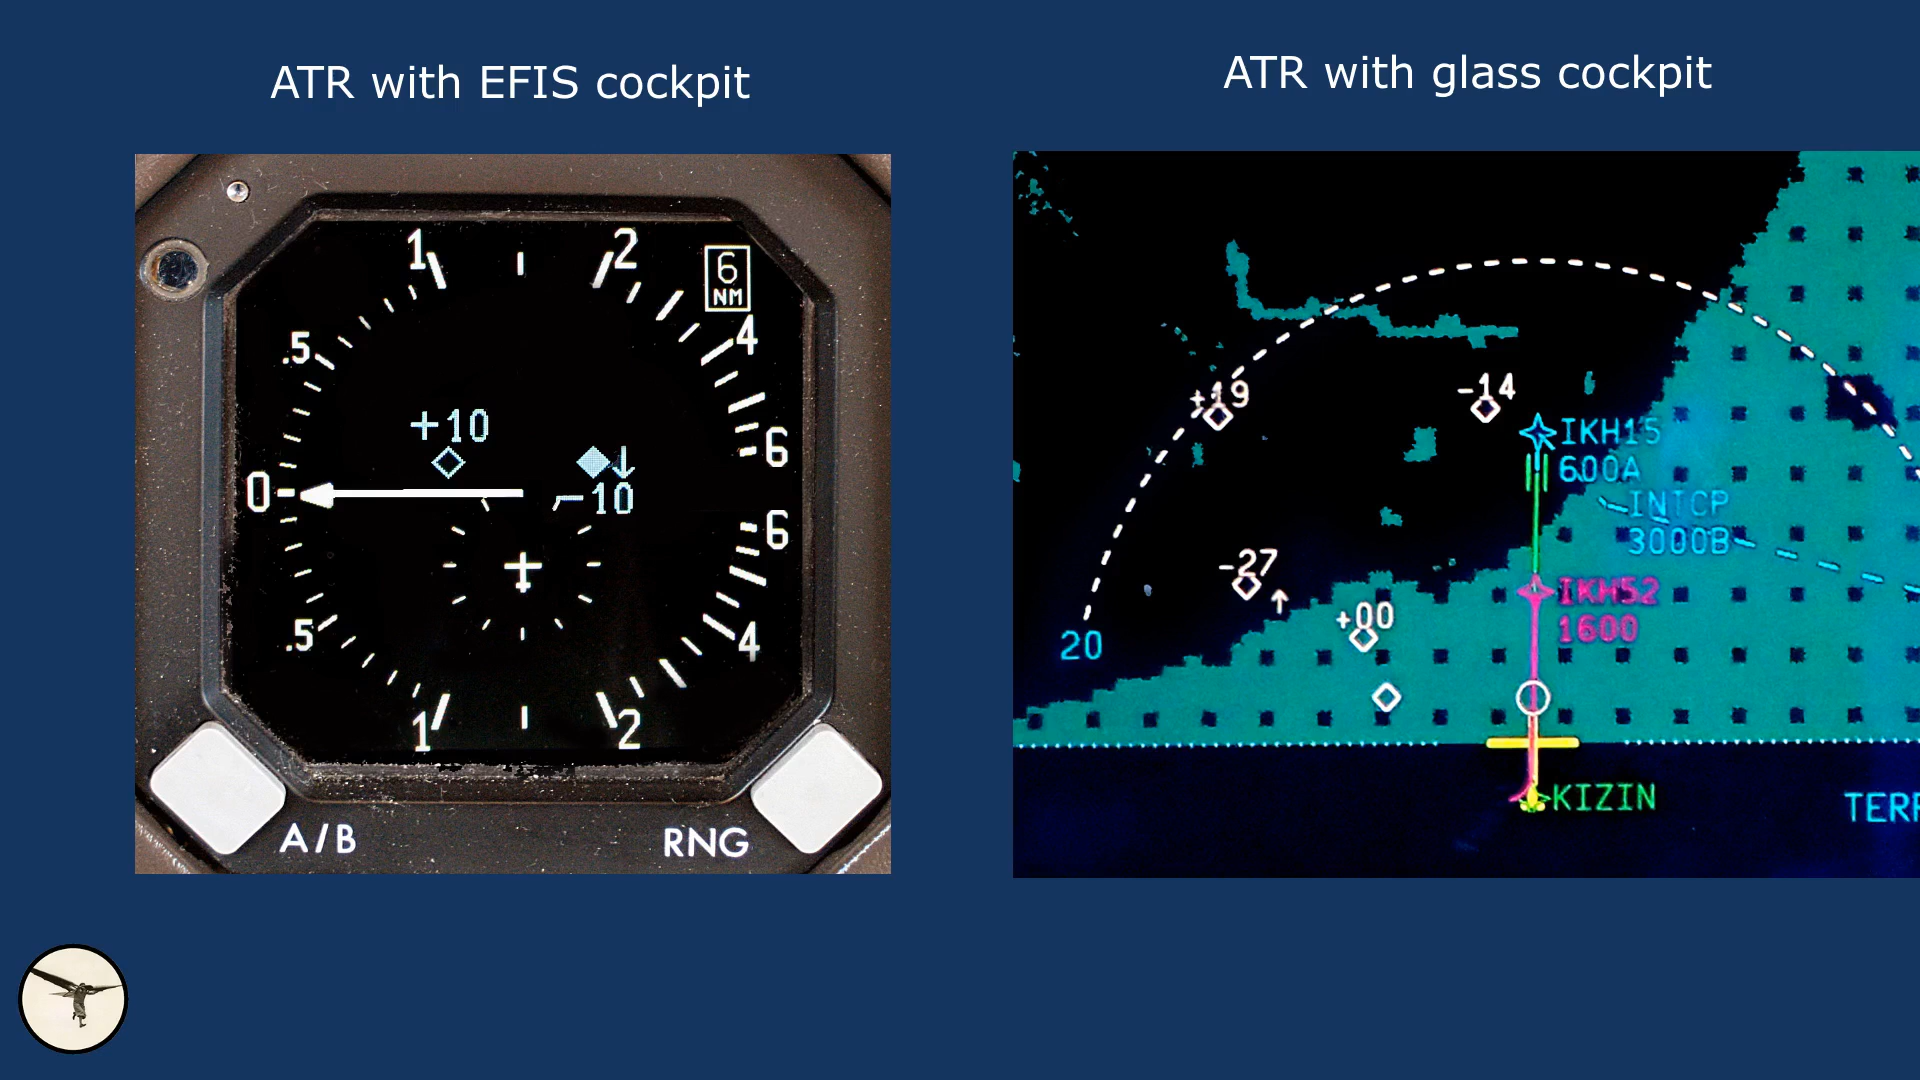 ATR with EFIS cockpit
ATR with glass cockpit
1
2
6
NM
.5
4
+10
6
0
-10
6
.5
4
1
2
A/B
RNG
+19
-14
IKH15
600A
INTCP
3000B
-27
IKH52
1600
+00
20
KIZIN
TERR